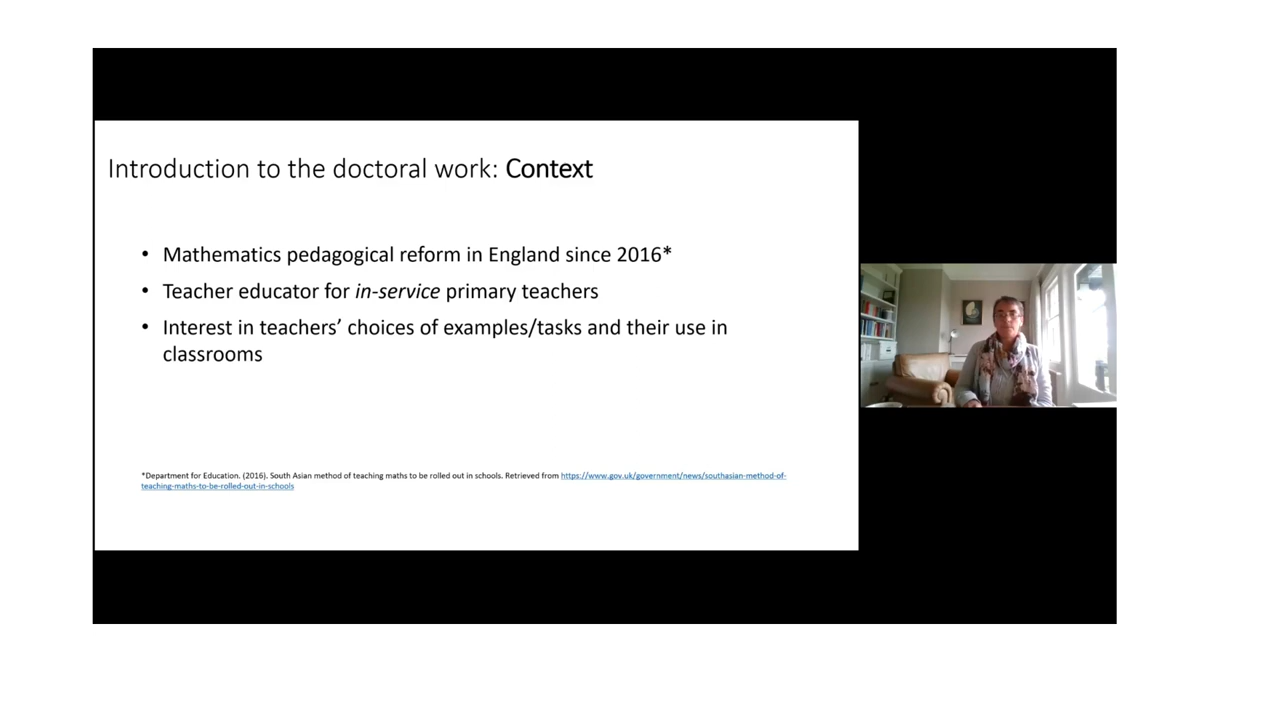 Introduction to the doctoral work: Context
• Mathematics pedagogical reform in England since 2016*
• Teacher educator for in-service primary teachers
• Interest in teachers’ choices of examples/tasks and their use in
classrooms
*Department for Education. (2016). South Asian method of teaching maths to be rolled out in schools. Retrieved from https://www.gov.uk/government/news/southasian-method-of-
teaching-maths-to-be-rolled-out-in-schools